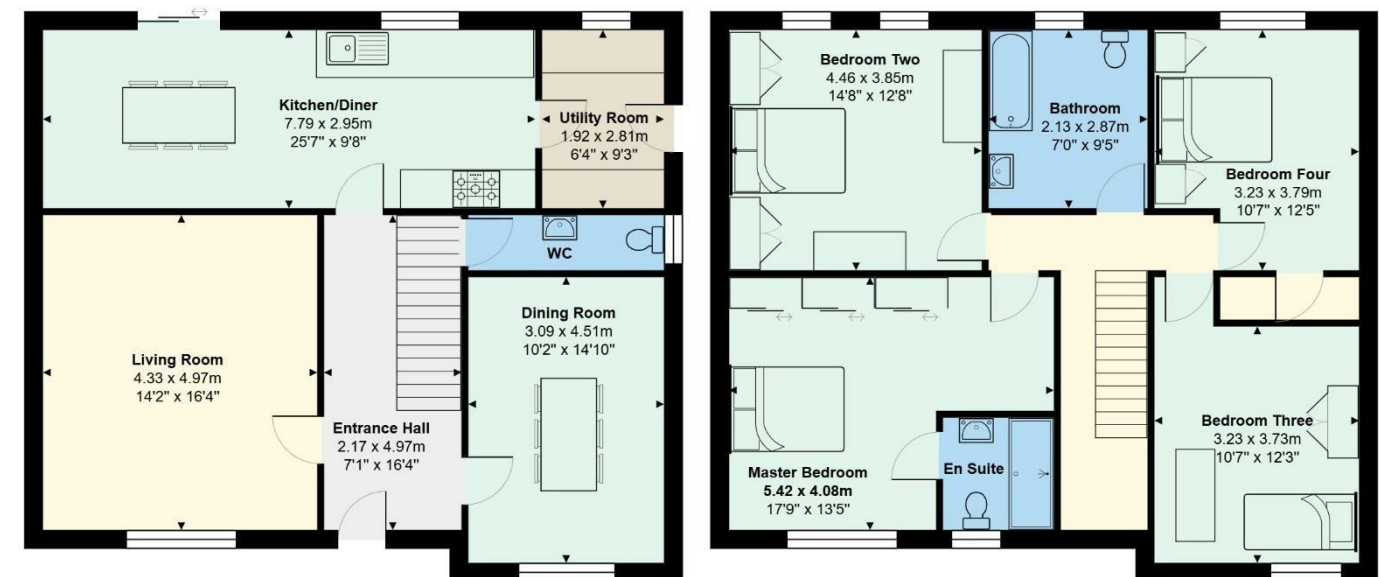 Kitchen/Diner
7.79 x 2.95m
25'7" x 9'8"
Utility Room
1.92 x 2.81m
6'4" x 9'3"
WC
Living Room
4.33 x 4.97m
14'2" x 16'4"
Entrance Hall
2.17 x 4.97m
7'1" x 16'4"
Dining Room
3.09 x 4.51m
10'2" x 14'10"
Bedroom Two
4.46 x 3.85m
14'8" x 12'8"
Bathroom
2.13 x 2.87m
7'0" x 9'5"
Bedroom Four
3.23 x 3.79m
10'7" x 12'5"
Master Bedroom
5.42 x 4.08m
17'9" x 13'5"
En Suite
Bedroom Three
3.23 x 3.73m
10'7" x 12'3"